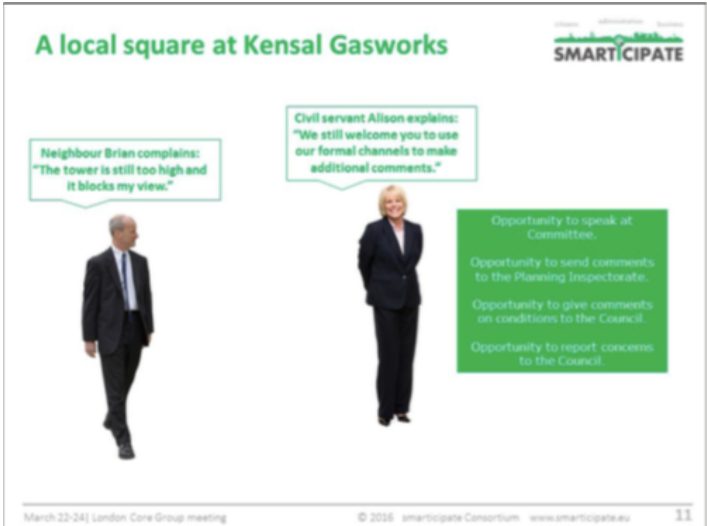 citizens administration business
SMARTICIPATE
A local square at Kensal Gasworks
Neighbour Brian complains:
"The tower is still too high and
it blocks my view."
Civil servant Alison explains:
"We still welcome you to use
our formal channels to make
additional comments."
Opportunity to speak at
Committee.
Opportunity to send comments
to the Planning Inspectorate.
Opportunity to give comments
on conditions to the Council.
Opportunity to report concerns
to the Council.
March 22-24| London Core Group meeting
© 2016 smarticipate Consortium www.smarticipate.eu
11